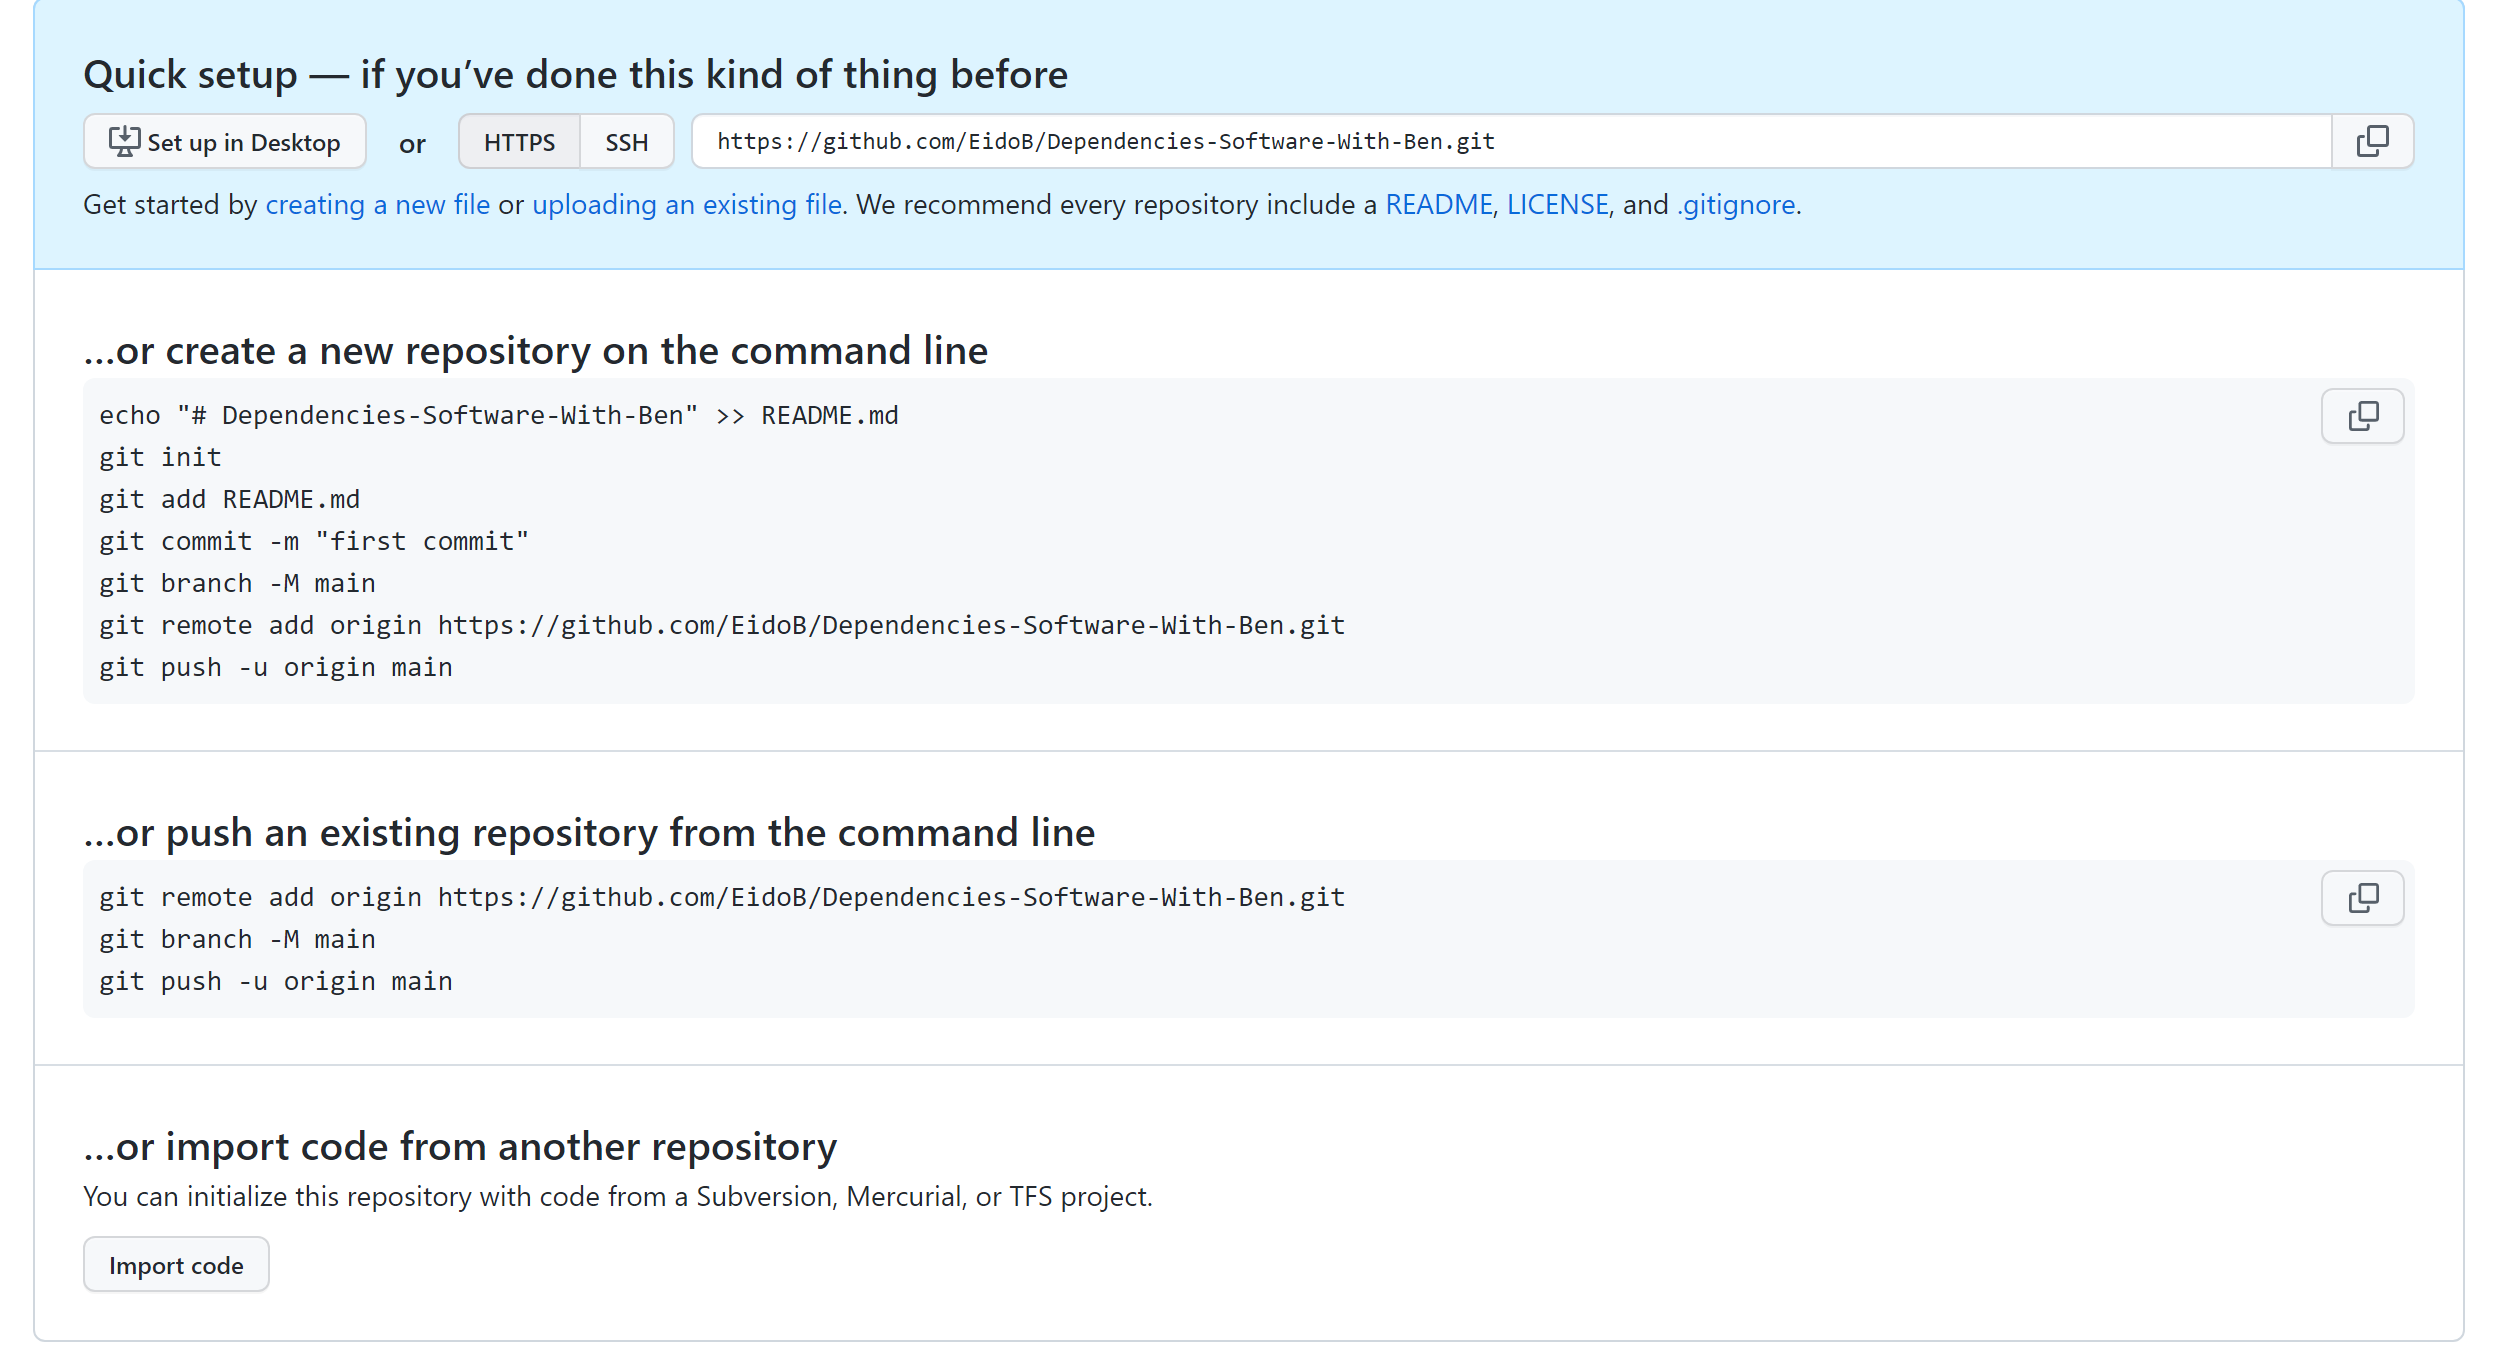 Quick setup — if you’ve done this kind of thing before
Set up in Desktop or HTTPS SSH https://github.com/EidoB/Dependencies-Software-With-Ben.git
Get started by creating a new file or uploading an existing file. We recommend every repository include a README, LICENSE, and .gitignore.
…or create a new repository on the command line
echo "# Dependencies-Software-With-Ben" >> README.md
git init
git add README.md
git commit -m "first commit"
git branch -M main
git remote add origin https://github.com/EidoB/Dependencies-Software-With-Ben.git
git push -u origin main
…or push an existing repository from the command line
git remote add origin https://github.com/EidoB/Dependencies-Software-With-Ben.git
git branch -M main
git push -u origin main
…or import code from another repository
You can initialize this repository with code from a Subversion, Mercurial, or TFS project.
Import code